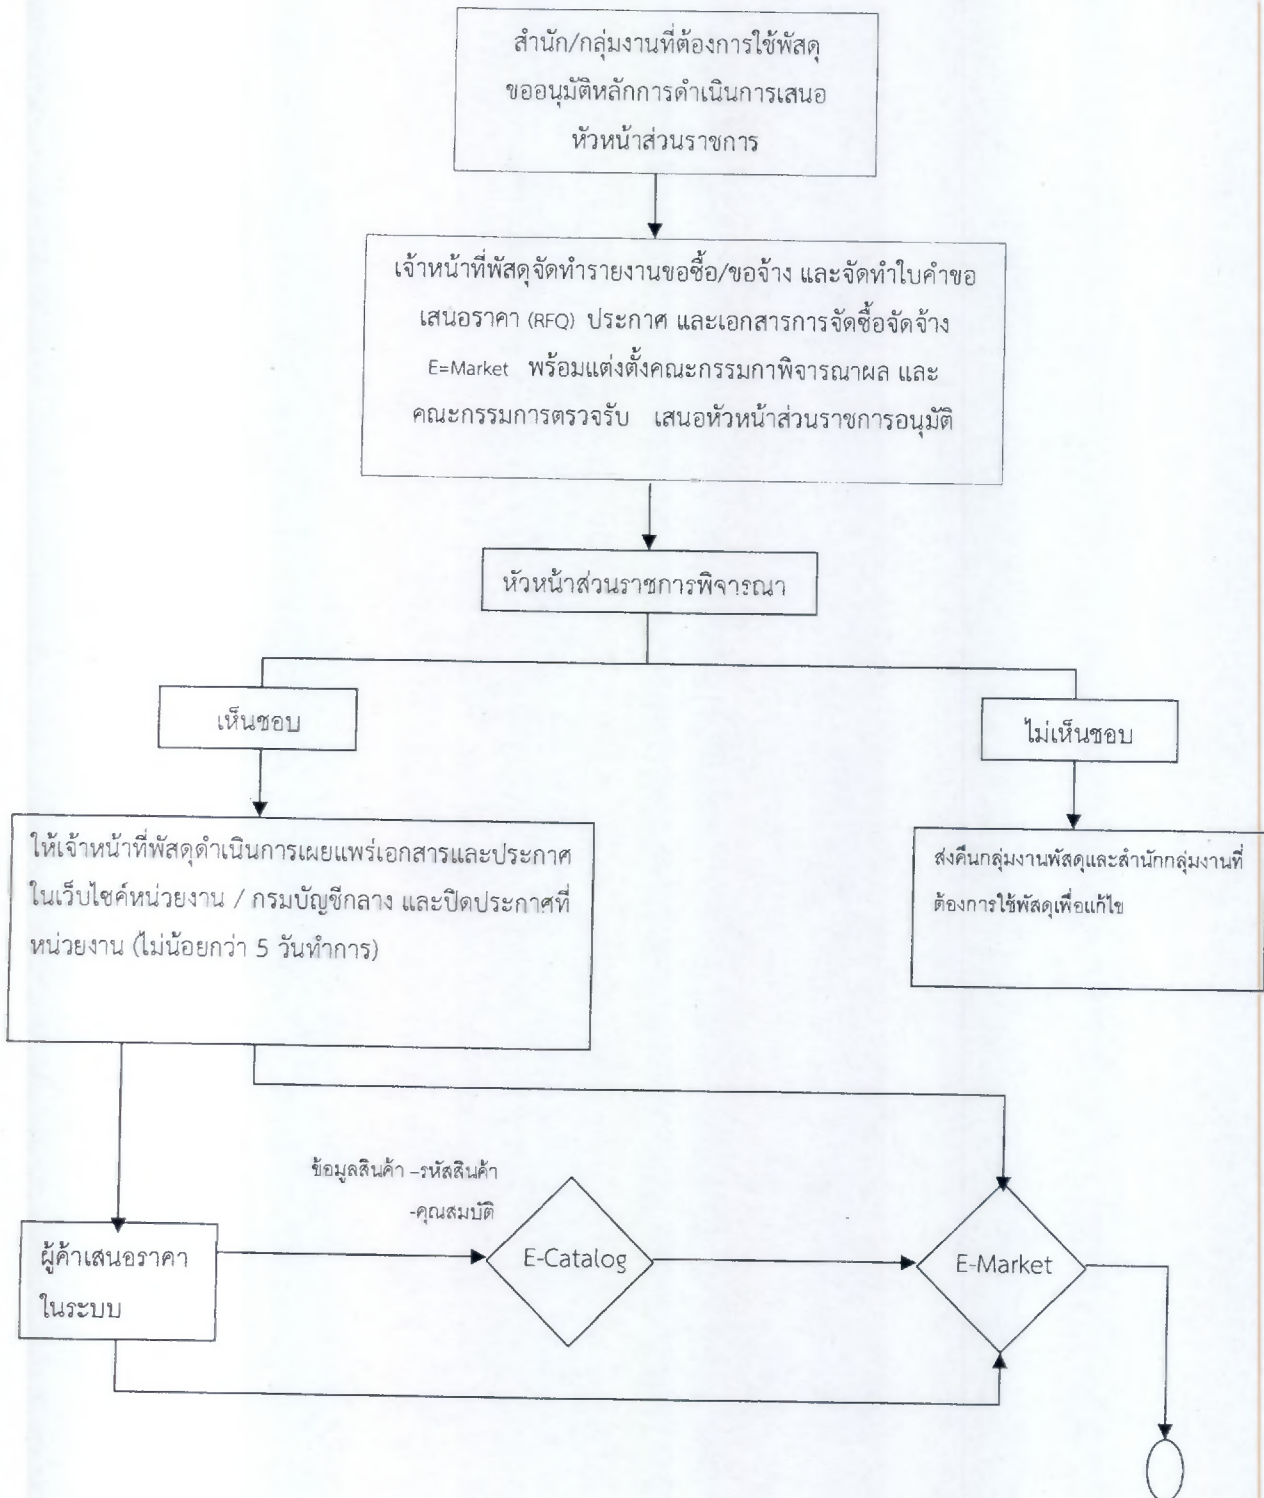 สำนัก/กลุ่มงานที่ต้องการใช้พัสดุ
ขออนุมัติหลักการดำเนินการเสนอ
หัวหน้าส่วนราชการ
เจ้าหน้าที่พัสดุจัดทำรายงานขอซื้อ/ขอจ้าง และจัดทำใบคำขอ
เสนอราคา (RFQ) ประกาศ และเอกสารการจัดซื้อจัดจ้าง
E=Market พร้อมแต่งตั้งคณะกรรมกาพิจารณาผล และ
คณะกรรมการตรวจรับ เสนอหัวหน้าส่วนราชการอนุมัติ
หัวหน้าส่วนราชการพิจารณา
เห็นชอบ
ไม่เห็นชอบ
ให้เจ้าหน้าที่พัสดุดำเนินการเผยแพร่เอกสารและประกาศ
ในเว็บไซค์หน่วยงาน / กรมบัญชีกลาง และปิดประกาศที่
หน่วยงาน (ไม่น้อยกว่า 5 วันทำการ)
ส่งคืนกลุ่มงานพัสดุและสำนักกลุ่มงานที่
ต้องการใช้พัสดุเพื่อแก้ไข
ข้อมูลสินค้า –รหัสสินค้า
-คุณสมบัติ
ผู้ค้าเสนอราคา
ในระบบ
E-Catalog
E-Market